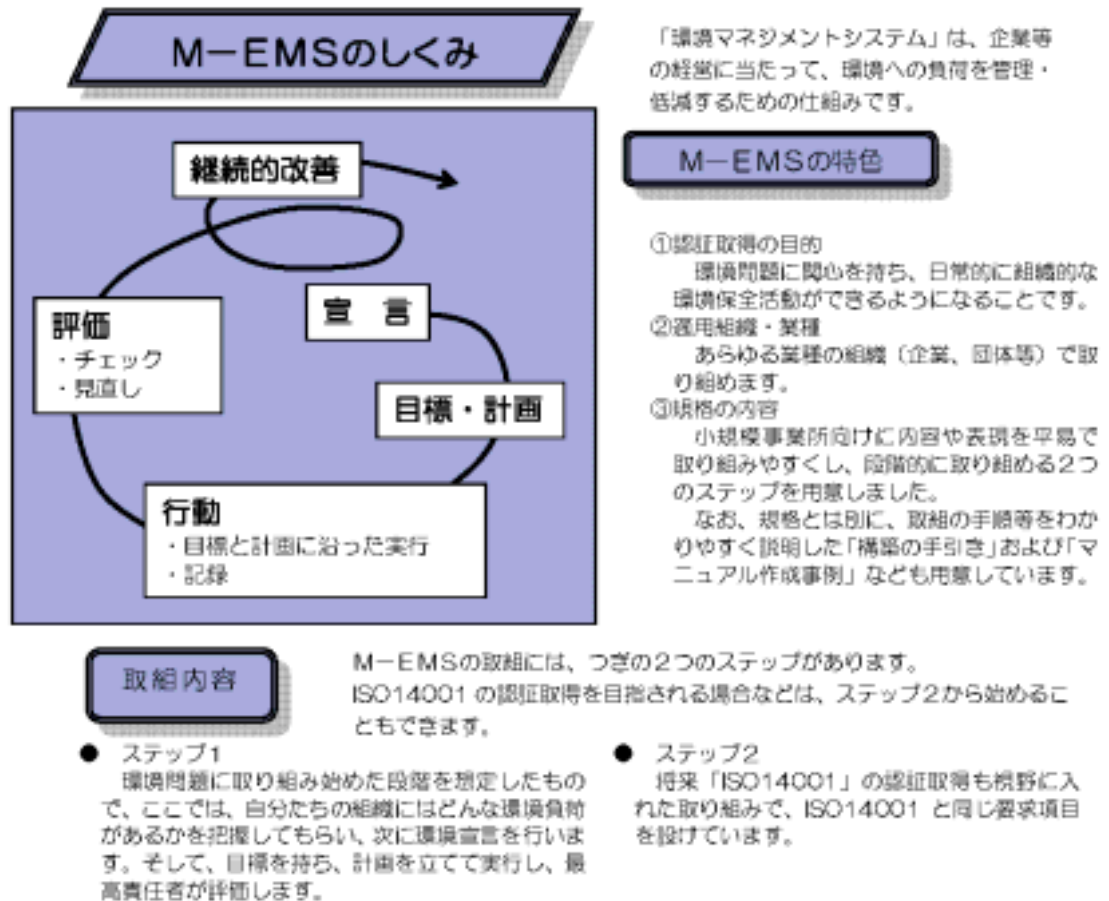 M－EMSのしくみ
「環境マネジメントシステム」は、企業等
の経営に当たって、環境への負荷を管理・
低減するための仕組みです。
継続的改善
宣　言
評価
・チェック
・見直し
目標・計画
行動
・目標と計画に沿った実行
・記録
M－EMSの特色
①認証取得の目的
環境問題に関心を持ち、日常的に組織的な
環境保全活動ができるようになることです。
②運用組織・業種
あらゆる業種の組織（企業、団体等）で取
り組めます。
③規格の内容
小規模事業所向けに内容や表現を平易で
取り組みやすくし、段階的に取り組める２つ
のステップを用意しました。
なお、規格とは別に、取組の手順等をわか
りやすく説明した「構築の手引き」および「マ
ニュアル作成事例」なども用意しています。
取組内容
M－EMSの取組には、つぎの２つのステップがあります。
ISO14001 の認証取得を目指される場合などは、ステップ２から始めるこ
ともできます。
● ステップ１
環境問題に取り組み始めた段階を想定したもの
で、ここでは、自分たちの組織にはどんな環境負荷
があるかを把握してもらい、次に環境宣言を行いま
す。そして、目標を持ち、計画を立てて実行し、最
高責任者が評価します。
● ステップ２
将来「ISO14001」の認証取得も視野に入
れた取り組みで、ISO14001 と同じ要求項目
を設けています。